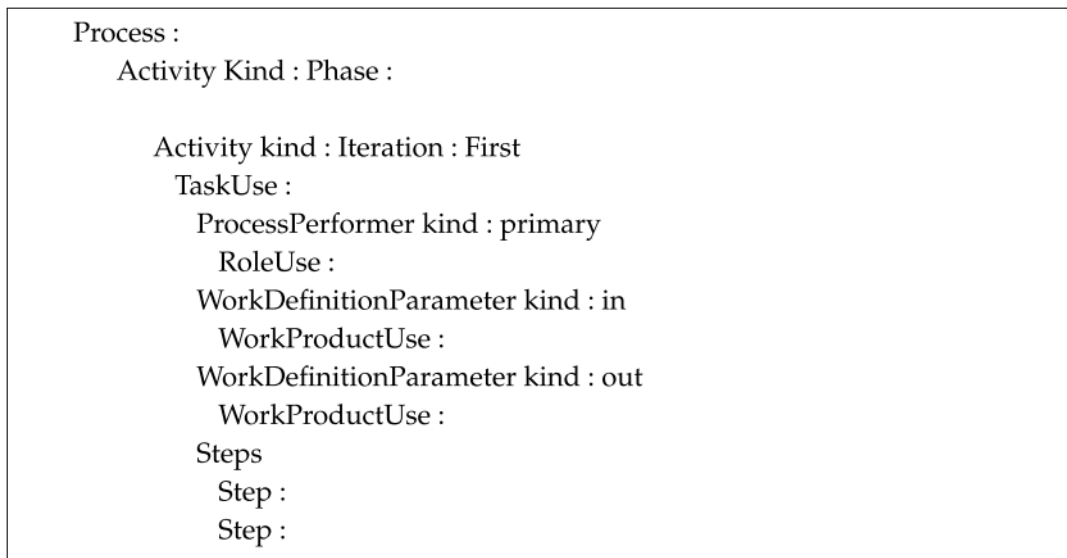 Process :
Activity Kind : Phase :
Activity kind : Iteration : First
TaskUse :
ProcessPerformer kind : primary
RoleUse :
WorkDefinitionParameter kind : in
WorkProductUse :
WorkDefinitionParameter kind : out
WorkProductUse :
Steps
Step :
Step :